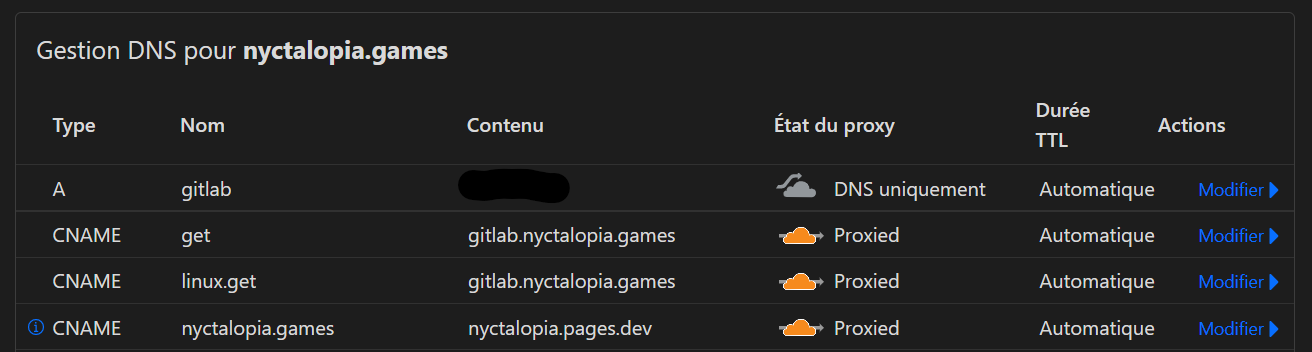 Gestion DNS pour nyctalopia.games
Type Nom Contenu État du proxy Durée TTL Actions
A gitlab DNS uniquement Automatique Modifier
CNAME get gitlab.nyctalopia.games Proxied Automatique Modifier
CNAME linux.get gitlab.nyctalopia.games Proxied Automatique Modifier
CNAME nyctalopia.games nyctalopia.pages.dev Proxied Automatique Modifier